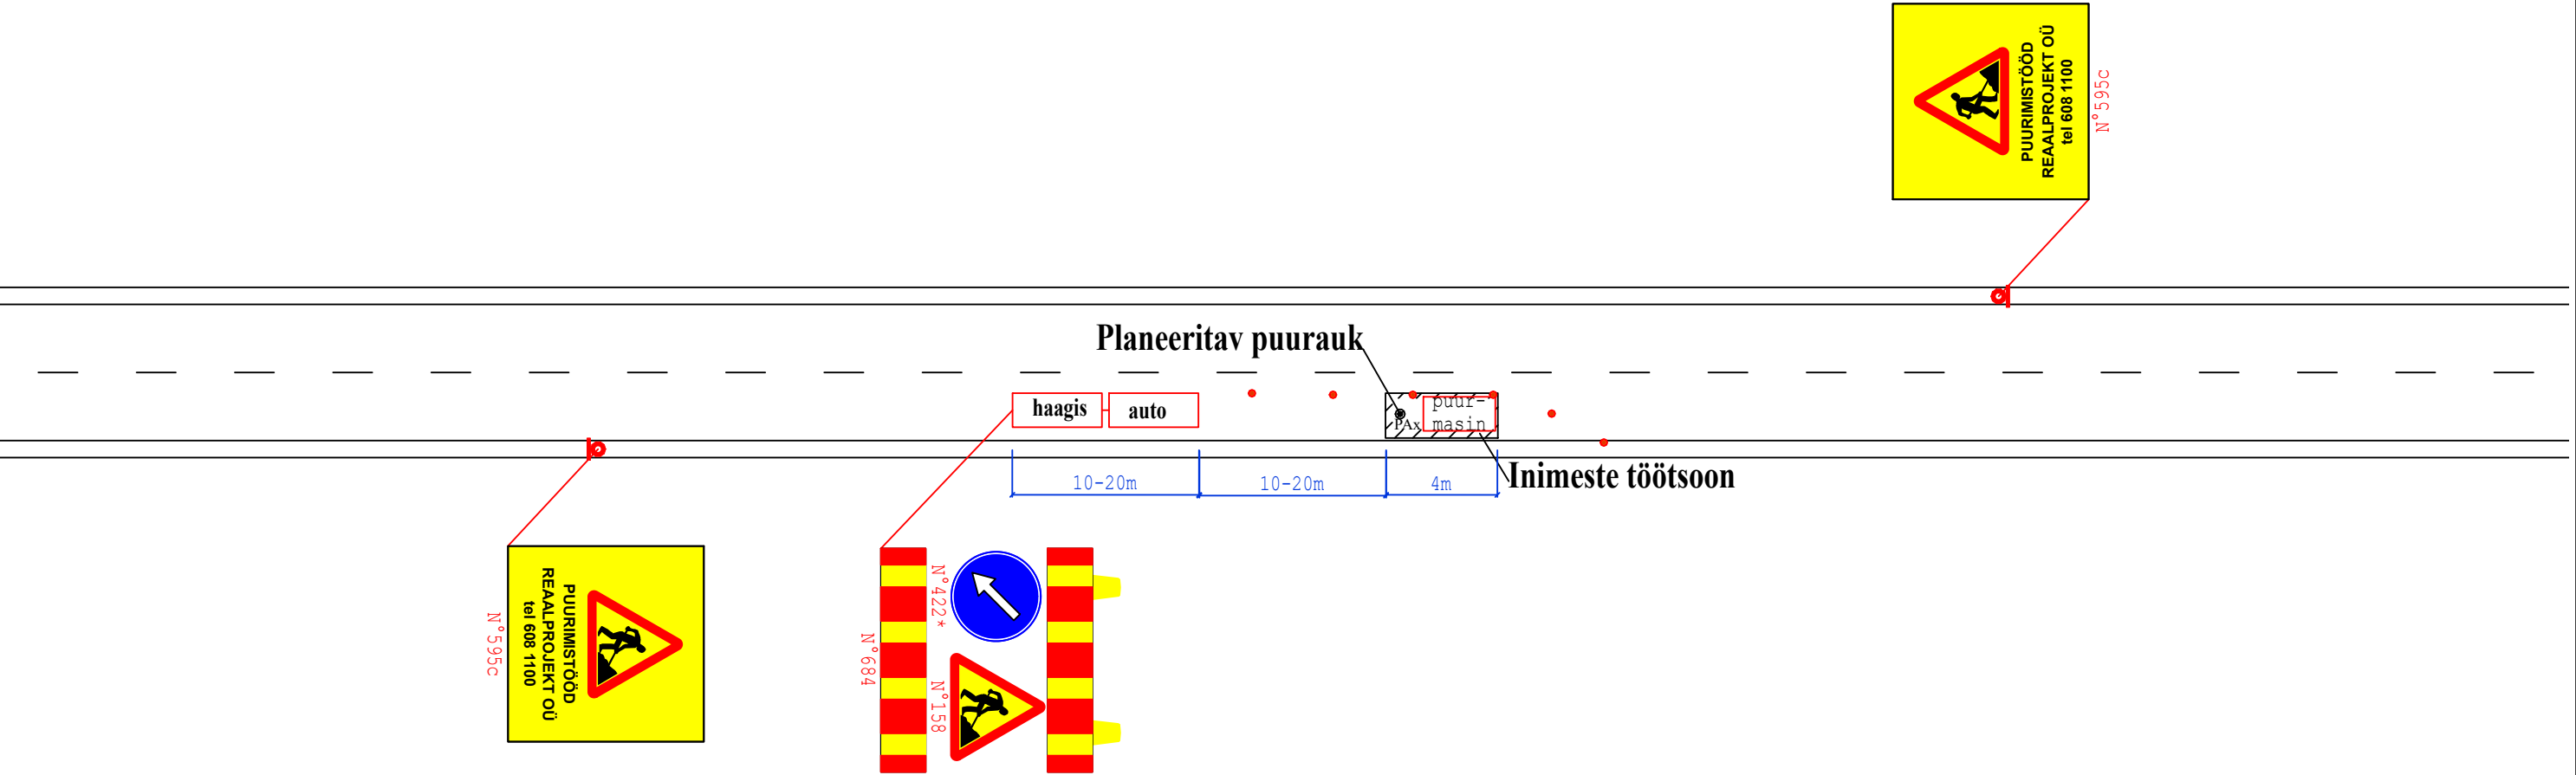 PUURIMISTÖÖD
REAALPROJEKT OÜ
tel 608 1100
N°595c
Planeeritav puurauk
haagis
auto
puur-
masin
PAx
10-20m
10-20m
4m
Inimeste töötsoon
PUURIMISTÖÖD
REAALPROJEKT OÜ
tel 608 1100
N°595c
N°684
N°422*
N°158